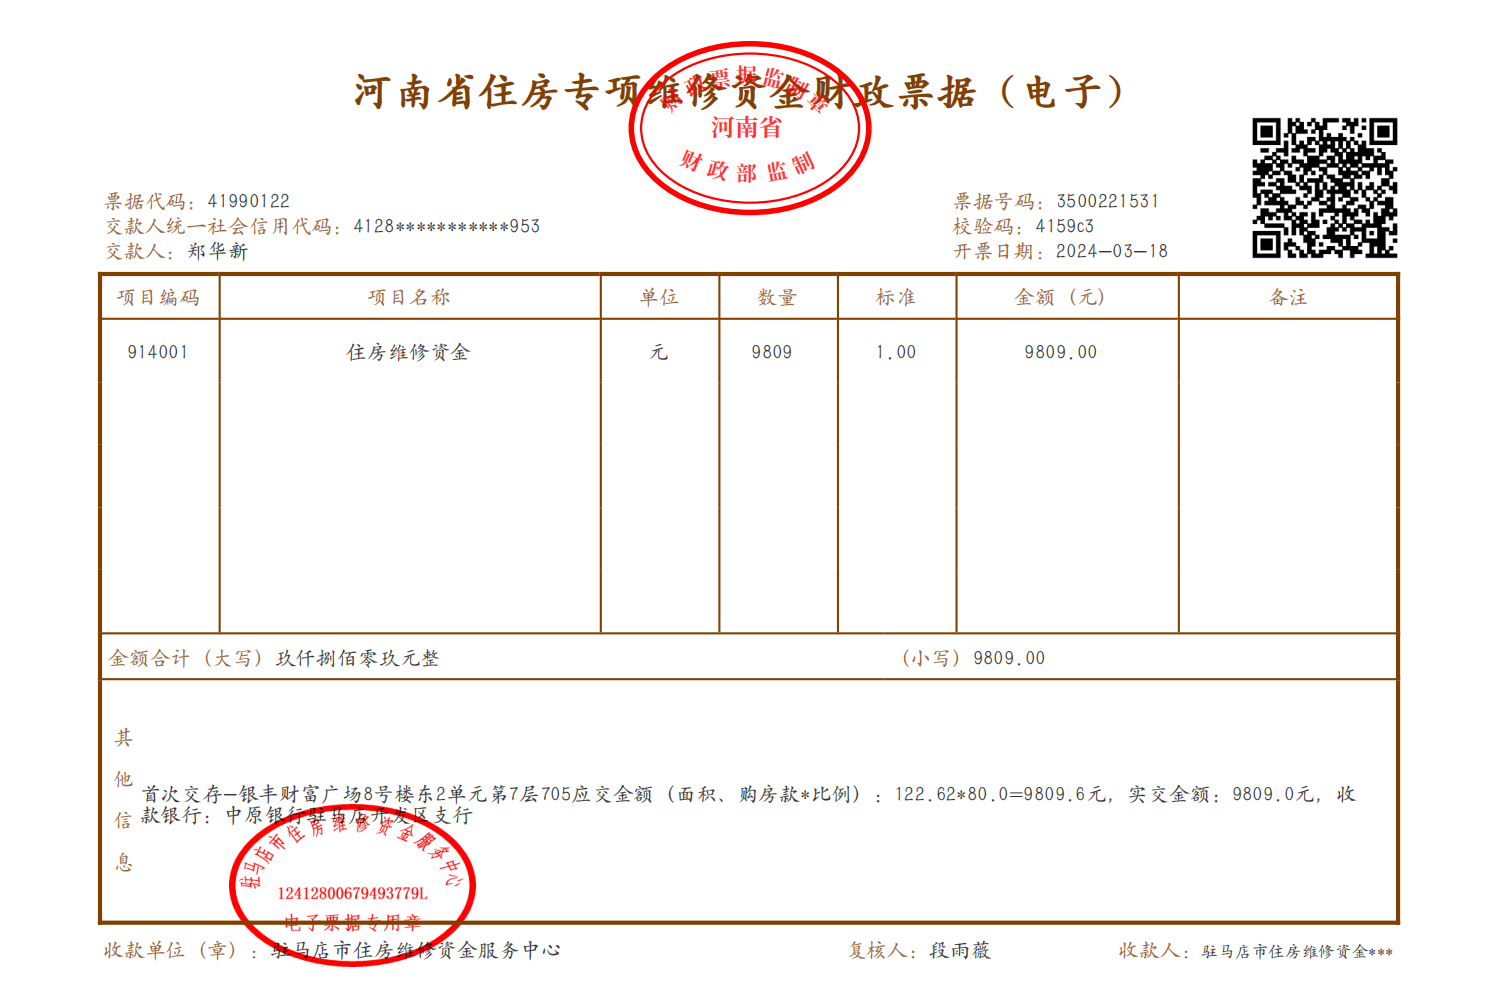 河南省住房专项维修资金财政票据（电子）
财政票据监制章
河南省
财政部监制
票据代码：41990122
票据号码：3500221531
交款人统一社会信用代码：4128***********953
校验码：4159c3
交款人：郑华新
开票日期：2024-03-18
项目编码 项目名称 单位 数量 标准 金额（元） 备注
914001 住房维修资金 元 9809 1.00 9809.00
金额合计（大写）玖仟捌佰零玖元整 （小写）9809.00
其他信息
首次交存-银丰财富广场8号楼东2单元第7层705应交金额（面积、购房款*比例）：122.62*80.0=9809.6元，实交金额：9809.0元，收
款银行：中原银行驻马店开发区支行
驻马店市住房维修资金服务中心
12412800679493779L
电子票据专用章
收款单位（章）：驻马店市住房维修资金服务中心 复核人：段雨薇 收款人：驻马店市住房维修资金***